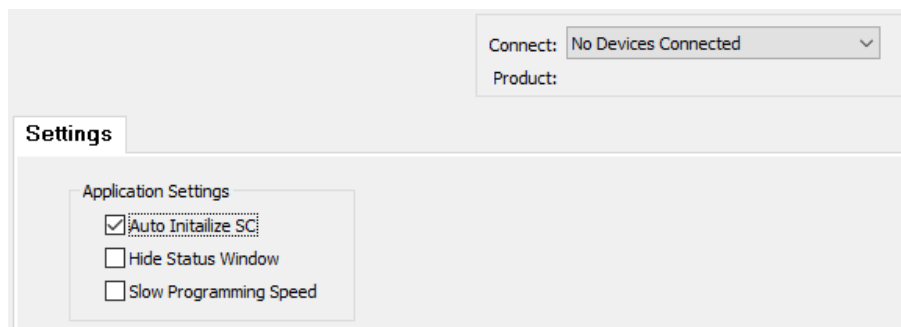 Connect: No Devices Connected
Product:
Settings
Application Settings
Auto Initailize SC
Hide Status Window
Slow Programming Speed